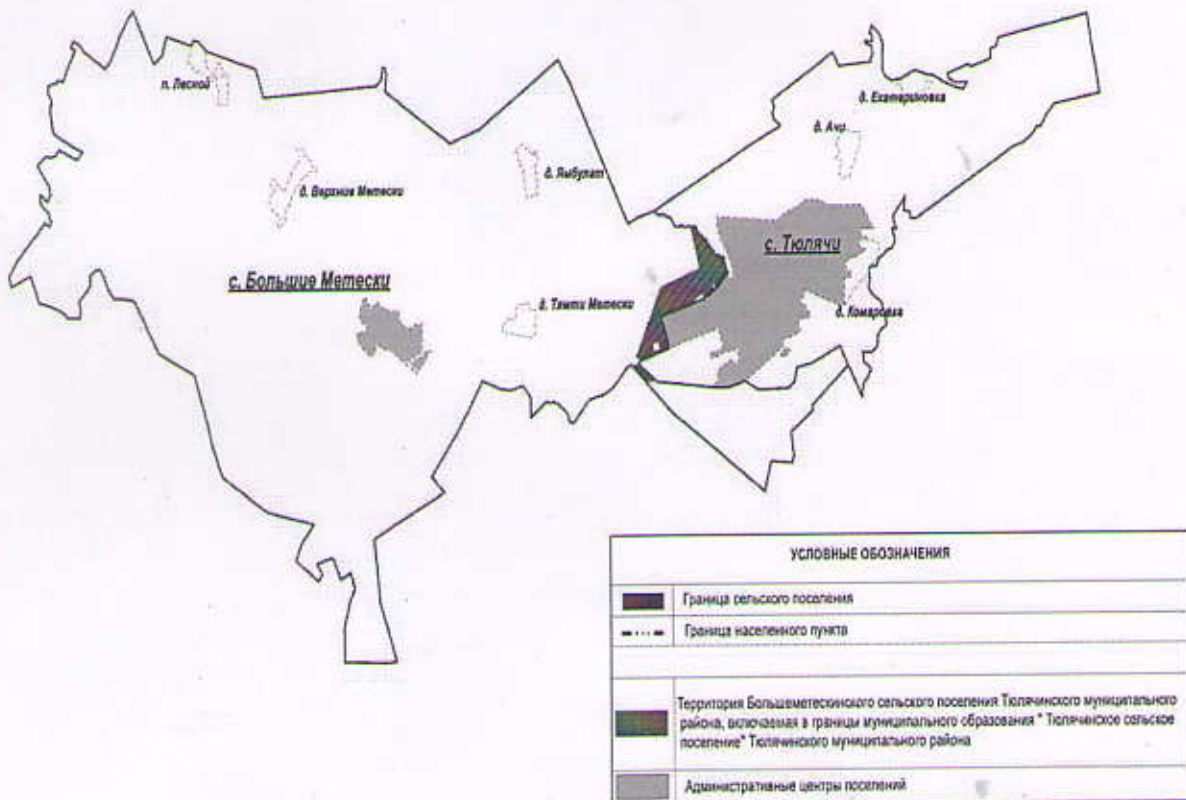 п. Лесной
д. Екатериновка
д. Ачи
д. Верхние Метески
д. Ямбулат
с. Тюлячи
с. Большие Метески
д. Тямти Метески
д. Комаровка
УСЛОВНЫЕ ОБОЗНАЧЕНИЯ
Граница сельского поселения
Граница населенного пункта
Территория Большеметескинского сельского поселения Тюлячинского муниципального
района, включаемая в границы муниципального образования " Тюлячинское сельское
поселение" Тюлячинского муниципального района
Административные центры поселений